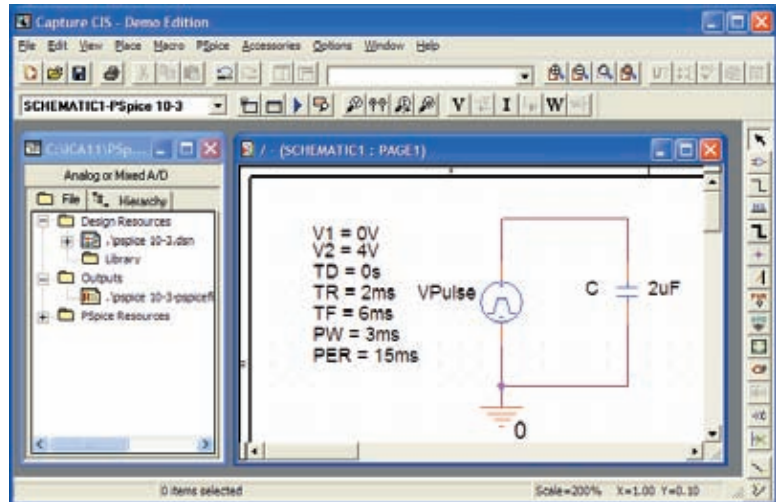 Capture CIS - Demo Edition
File Edit View Place Macro PSpice Accessories Options Window Help
SCHEMATIC1-PSpice 10-3
V I W
C:\ICA11\PSp...
Analog or Mixed A/D
File Hierarchy
Design Resources
.\pspice 10-3.dsn
Library
Outputs
.\pspice 10-3-pspicefi
PSpice Resources
/ - (SCHEMATIC1 : PAGE1)
V1 = 0V
V2 = 4V
TD = 0s
TR = 2ms
TF = 6ms
PW = 3ms
PER = 15ms
VPulse
C
2uF
0
0 items selected
Scale=200% X=1.00 Y=0.10